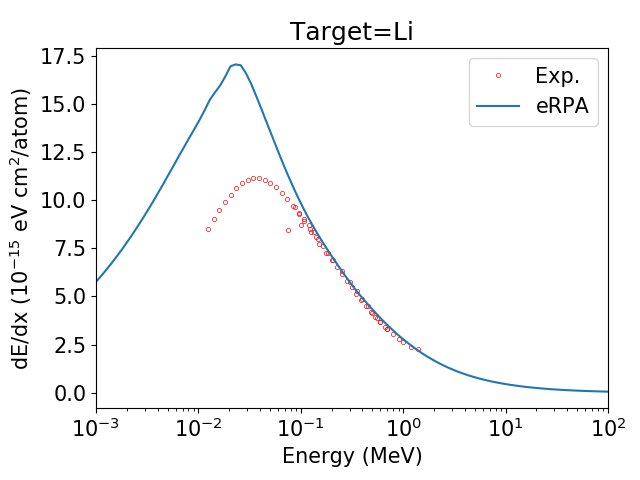 Target=Li
dE/dx (10⁻¹⁵ eV cm²/atom)
17.5
15.0
12.5
10.0
7.5
5.0
2.5
0.0
Exp.
eRPA
10⁻³ 10⁻² 10⁻¹ 10⁰ 10¹ 10²
Energy (MeV)